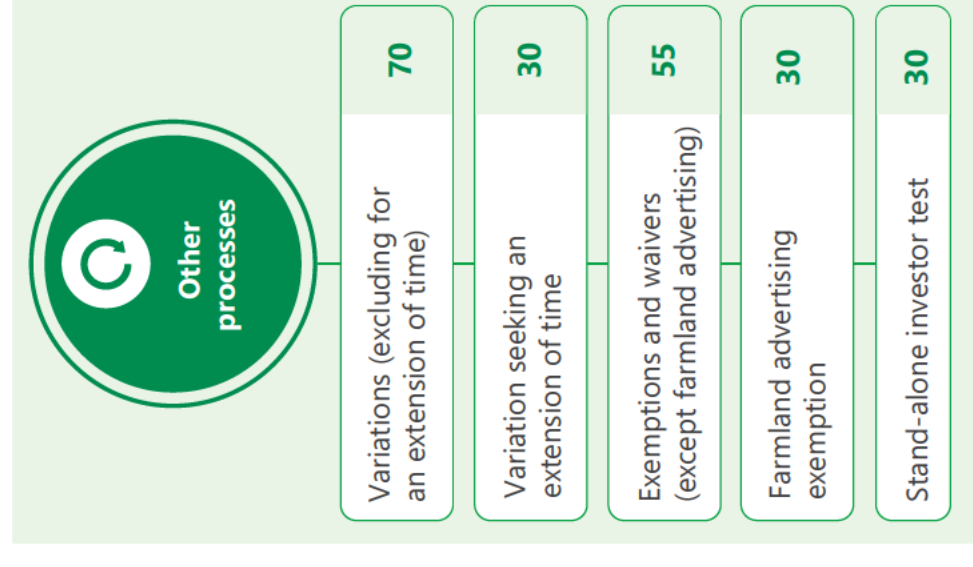 Other
processes
Variations (excluding for
an extension of time)
70
Variation seeking an
extension of time
30
Exemptions and waivers
(except farmland advertising)
55
Farmland advertising
exemption
30
Stand-alone investor test
30